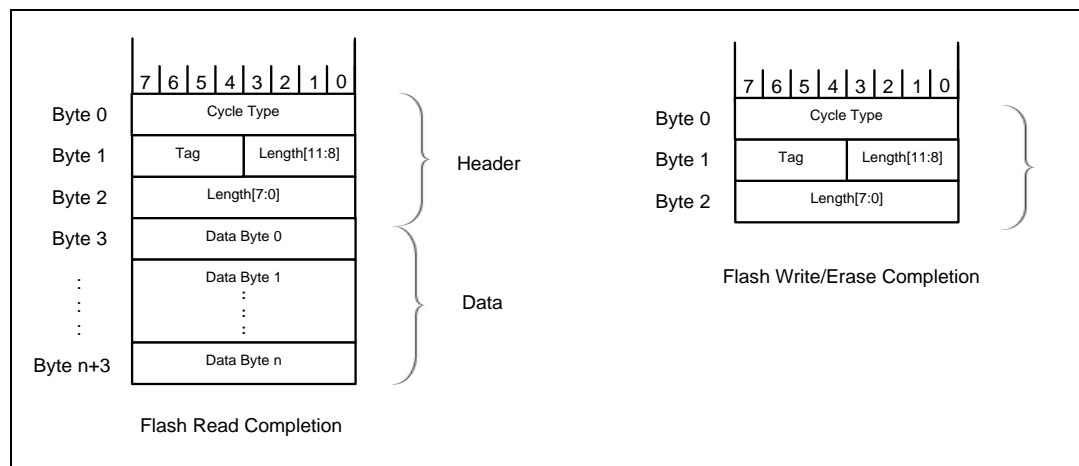 7 6 5 4 3 2 1 0
Byte 0 Cycle Type
Byte 1 Tag Length[11:8]
Byte 2 Length[7:0]
Header
Byte 3 Data Byte 0
Data Byte 1
Data
Byte n+3 Data Byte n
Flash Read Completion
7 6 5 4 3 2 1 0
Byte 0 Cycle Type
Byte 1 Tag Length[11:8]
Byte 2 Length[7:0]
Flash Write/Erase Completion